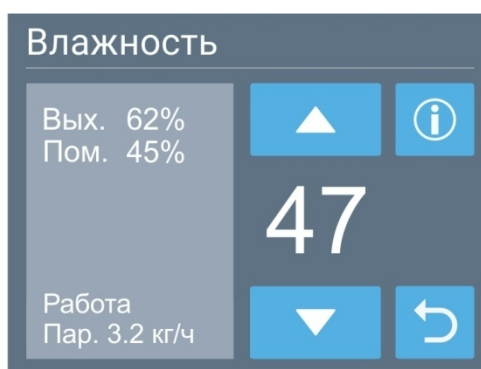 Влажность
Вых. 62%
Пом. 45%
47
Работа
Пар. 3.2 кг/ч